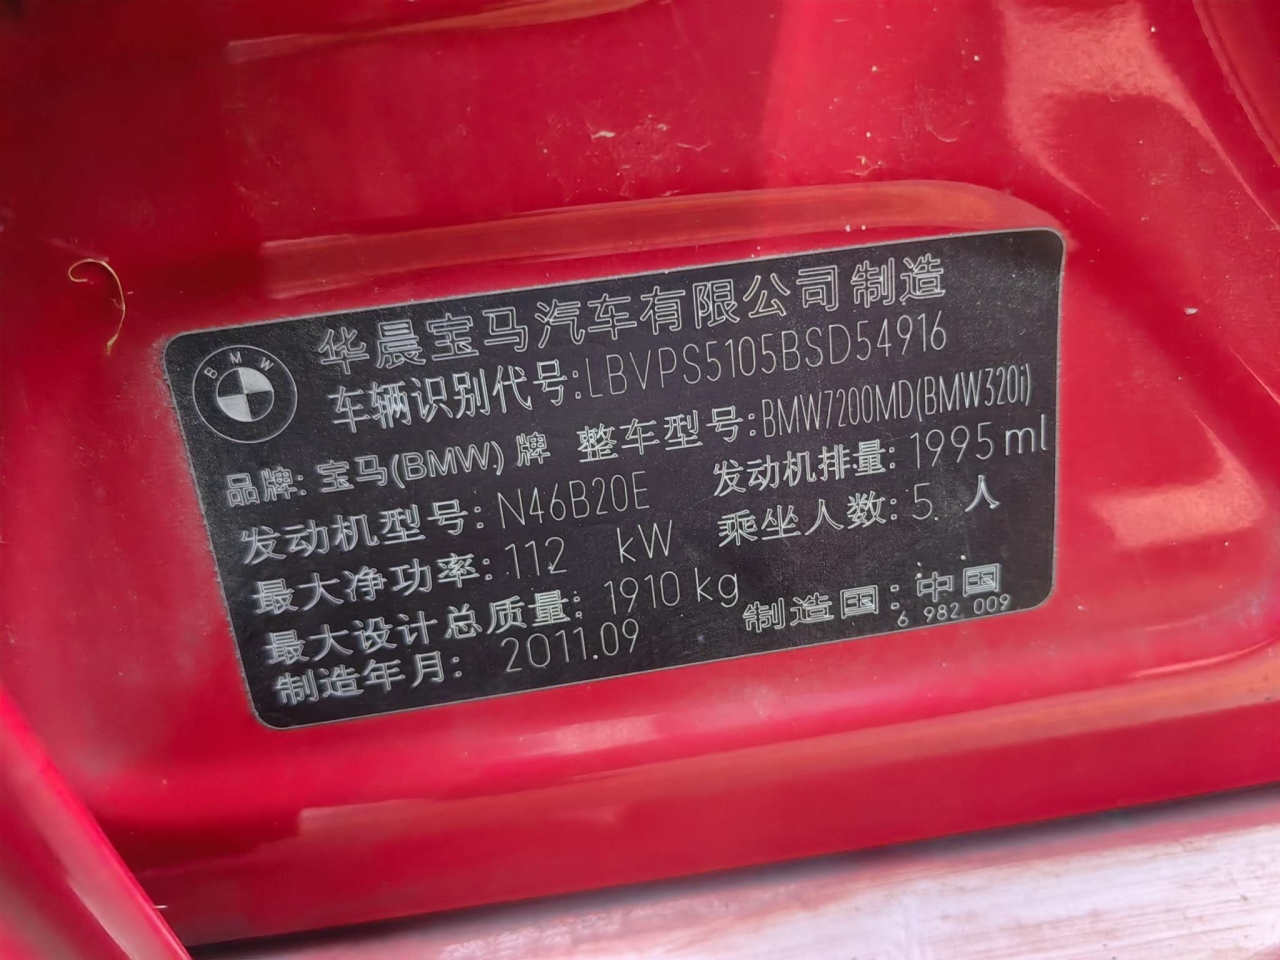 BMW
华晨宝马汽车有限公司制造
车辆识别代号:LBVPS5105BSD54916
品牌: 宝马(BMW)牌 整车型号:BMW7200MD(BMW320i)
发动机型号: N46B20E 发动机排量: 1995 ml
最大净功率: 112 kW 乘坐人数: 5 人
最大设计总质量: 1910 kg
制造年月: 2011.09 制造国: 中国
6 982 009